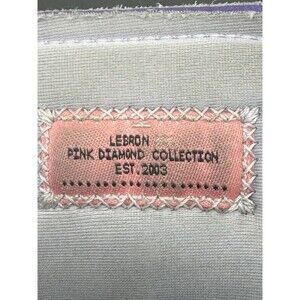 LEBRON
PINK DIAMOND COLLECTION
EST. 2003